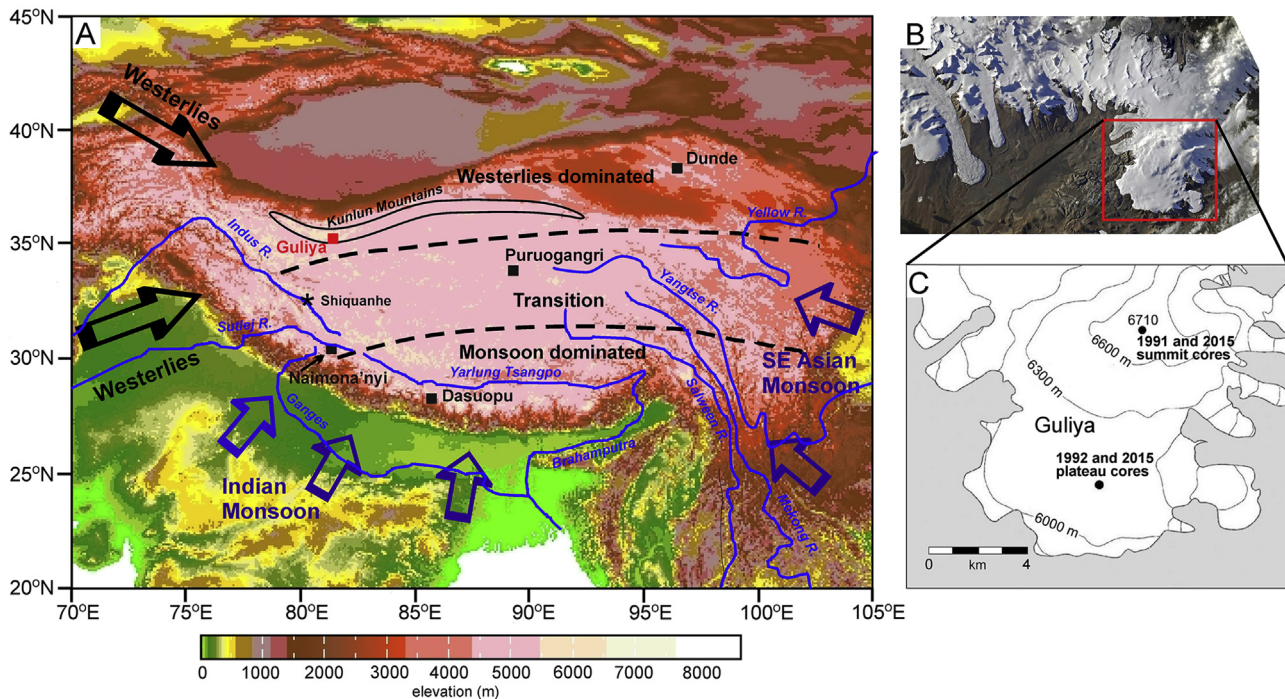 A
45°N
40°N
35°N
30°N
25°N
20°N
70°E
75°E
80°E
85°E
90°E
95°E
100°E
105°E
Westerlies
Dunde
Westerlies dominated
Kunlun Mountains
Yellow R.
Indus R.
Guliya
Puruogangri
Yangtse R.
Shiquanhe
Transition
Sutlej R.
Monsoon dominated
SE Asian
Monsoon
Westerlies
Naimona'nyi
Yarlung Tsangpo
Salween R.
Dasuopu
Ganges
Brahamputra
Indian
Monsoon
Mekong R.
0
1000
2000
3000
4000
5000
6000
7000
8000
elevation (m)
B
C
6710
1991 and 2015
summit cores
6600 m
6300 m
Guliya
1992 and 2015
plateau cores
6000 m
0
km
4